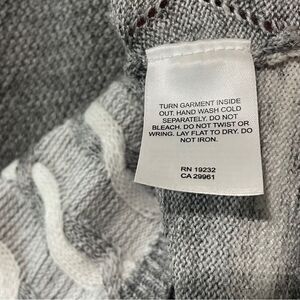 TURN GARMENT INSIDE
OUT. HAND WASH COLD
SEPARATELY. DO NOT
BLEACH. DO NOT TWIST OR
WRING. LAY FLAT TO DRY. DO
NOT IRON.
RN 19232
CA 29961